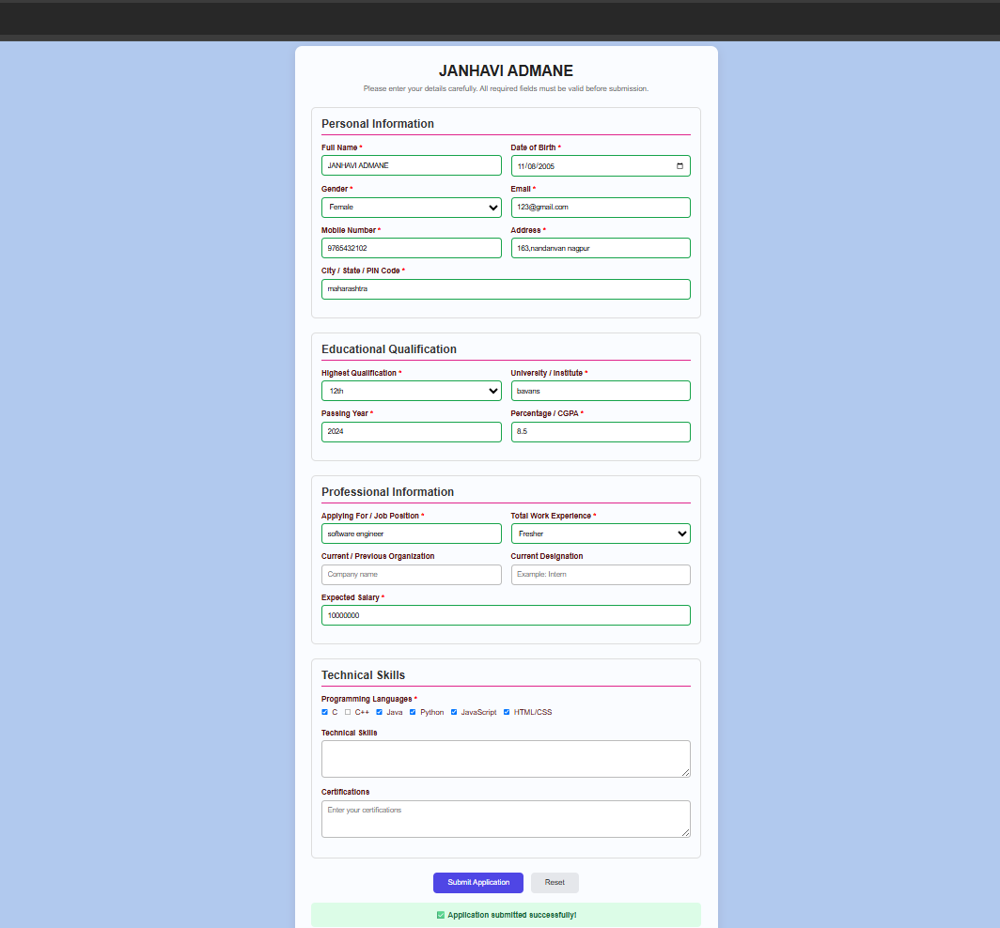 JANHAVI ADMANE
Please enter your details carefully. All required fields must be valid before submission.
Personal Information
Full Name * Date of Birth *
JANHAVI ADMANE 11/08/2005
Gender * Email *
Female 123@gmail.com
Mobile Number * Address *
9765432102 163,nandanvan nagpur
City / State / PIN Code *
maharashtra
Educational Qualification
Highest Qualification * University / Institute *
12th bavans
Passing Year * Percentage / CGPA *
2024 8.5
Professional Information
Applying For / Job Position * Total Work Experience *
software engineer Fresher
Current / Previous Organization Current Designation
Company name Example: Intern
Expected Salary *
10000000
Technical Skills
Programming Languages *
C C++ Java Python JavaScript HTML/CSS
Technical Skills
Certifications
Enter your certifications
Submit Application Reset
✅ Application submitted successfully!